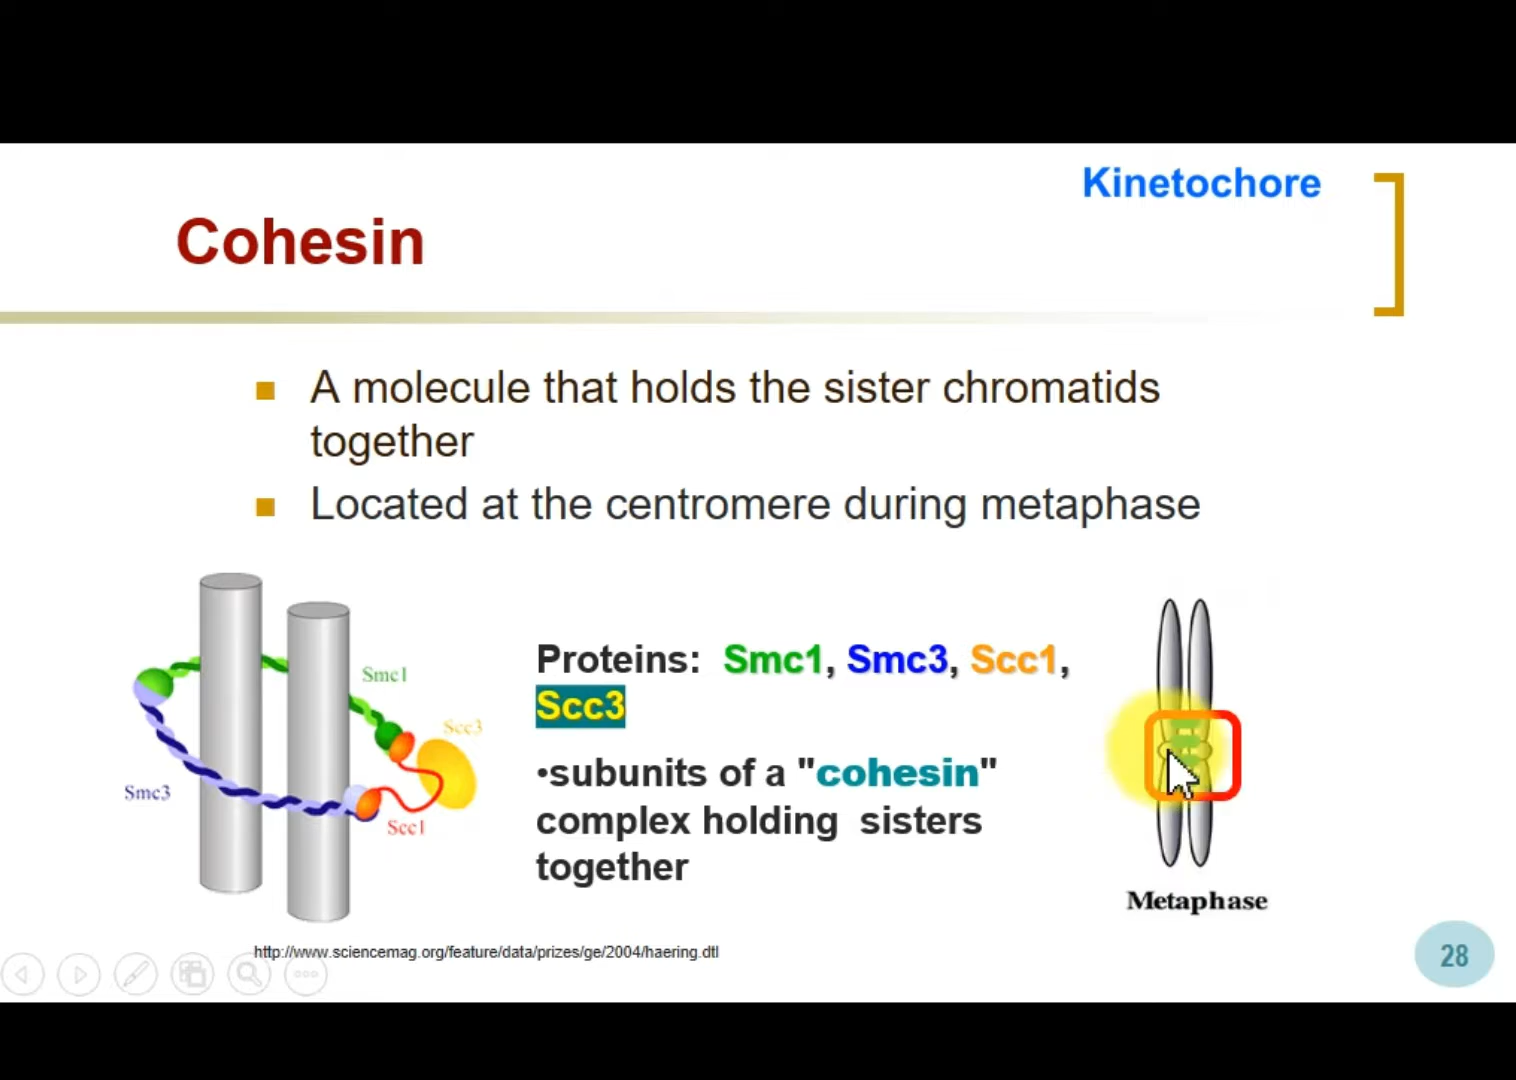 Kinetochore
Cohesin
A molecule that holds the sister chromatids
together
Located at the centromere during metaphase
Smc1
Scc3
Smc3
Scc1
Proteins: Smc1, Smc3, Scc1,
Scc3
•subunits of a "cohesin"
complex holding sisters
together
Metaphase
http://www.sciencemag.org/feature/data/prizes/ge/2004/haering.dtl
28